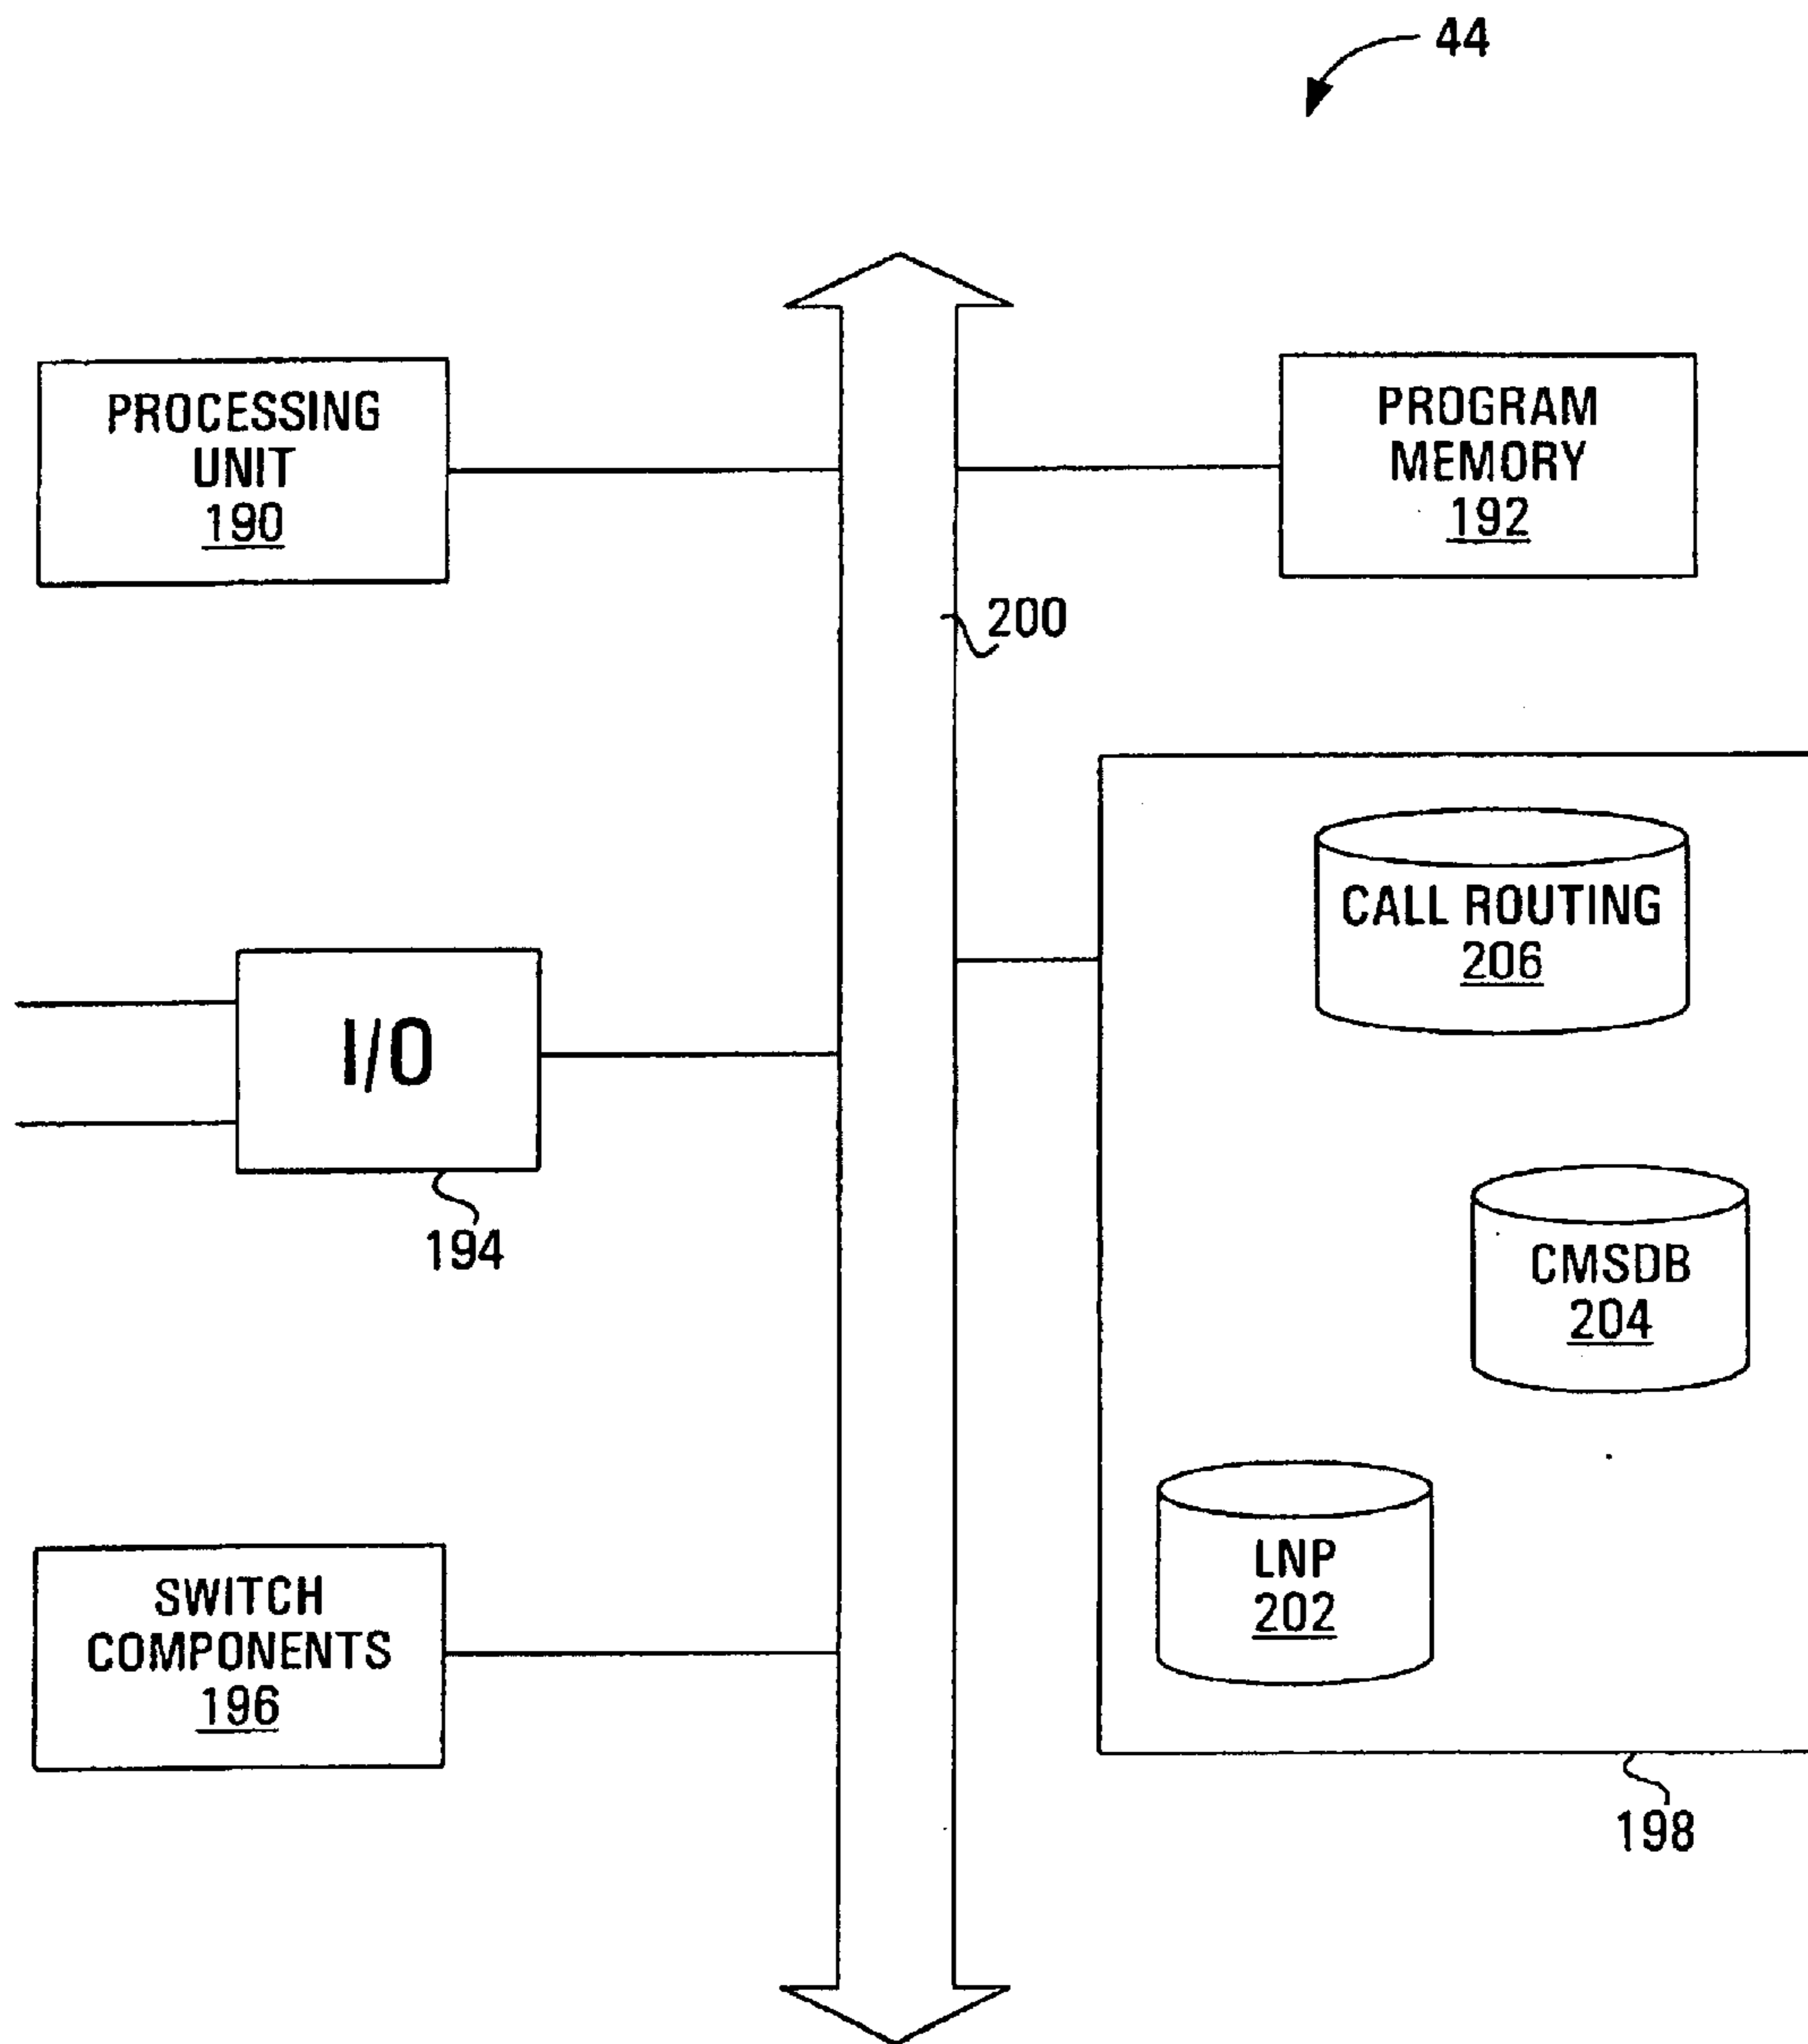 44
PROCESSING
UNIT
190
PROGRAM
MEMORY
192
200
CALL ROUTING
206
I/O
194
CMSDB
204
LNP
202
SWITCH
COMPONENTS
196
198